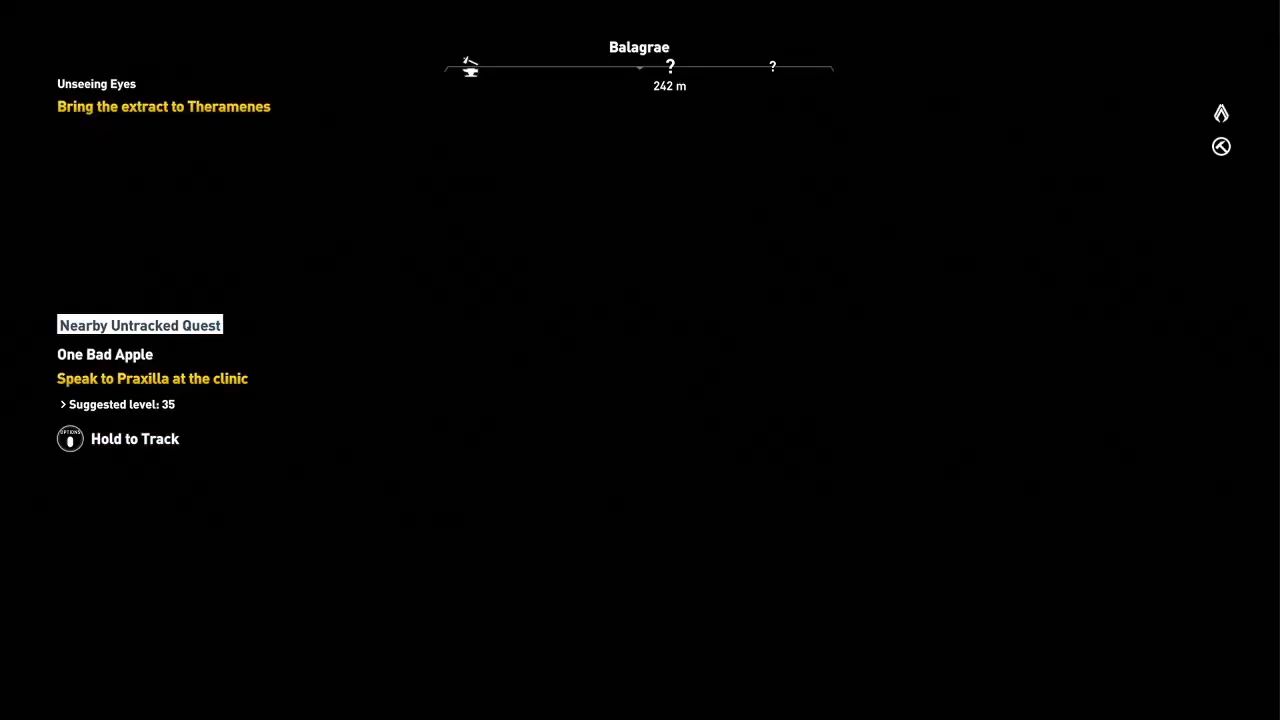 Balagrae
?
?
242 m
Unseeing Eyes
Bring the extract to Theramenes
Nearby Untracked Quest
One Bad Apple
Speak to Praxilla at the clinic
> Suggested level: 35
OPTIONS
Hold to Track